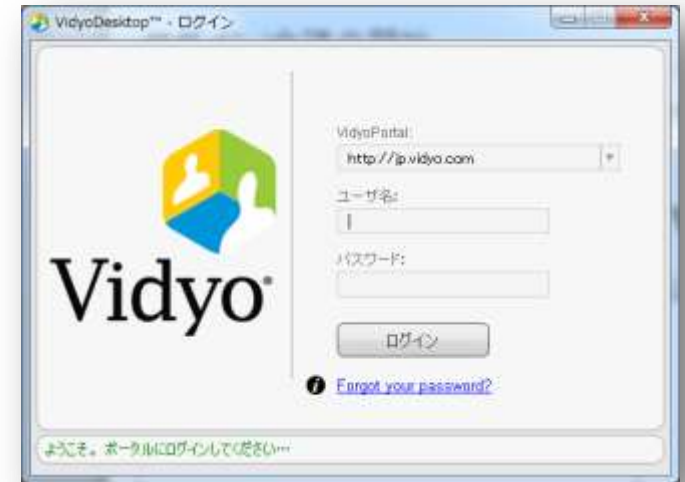 VidyoDesktop™ - ログイン
Vidyo®
VidyoPortal:
http://jp.vidyo.com
ユーザ名:
パスワード:
ログイン
Forgot your password?
ようこそ。ポータルにログインしてください…